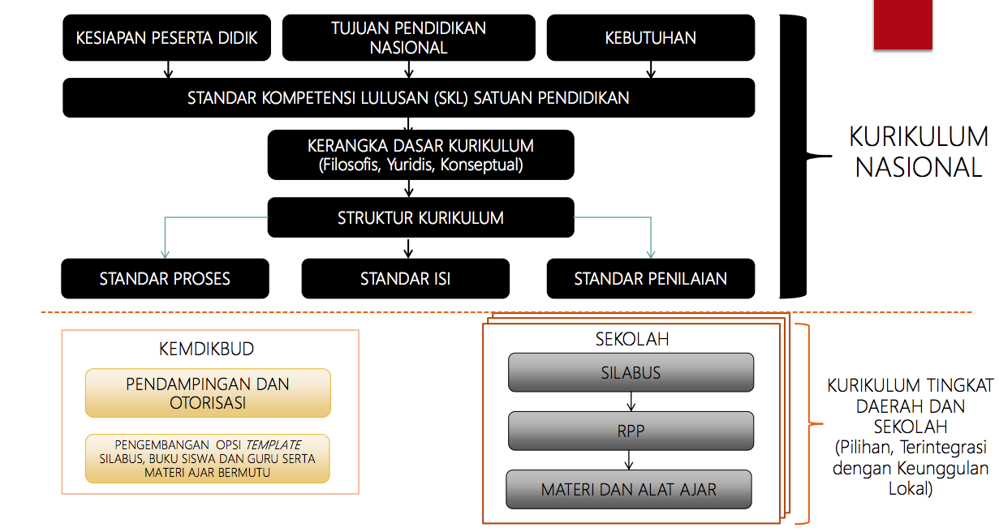 KESIAPAN PESERTA DIDIK
TUJUAN PENDIDIKAN
NASIONAL
KEBUTUHAN
STANDAR KOMPETENSI LULUSAN (SKL) SATUAN PENDIDIKAN
KERANGKA DASAR KURIKULUM
(Filosofis, Yuridis, Konseptual)
STRUKTUR KURIKULUM
STANDAR PROSES
STANDAR ISI
STANDAR PENILAIAN
KURIKULUM
NASIONAL
KEMDIKBUD
PENDAMPINGAN DAN
OTORISASI
PENGEMBANGAN OPSI TEMPLATE
SILABUS, BUKU SISWA DAN GURU SERTA
MATERI AJAR BERMUTU
SEKOLAH
SILABUS
RPP
MATERI DAN ALAT AJAR
KURIKULUM TINGKAT
DAERAH DAN
SEKOLAH
(Pilihan, Terintegrasi
dengan Keunggulan
Lokal)